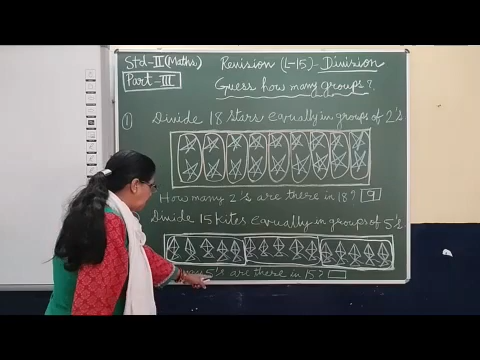 Std-II (Maths) Revision (L-15)- Division
Part-III
Guess how many groups?
① Divide 18 stars equally in groups of 2's
How many 2's are there in 18? 9
Divide 15 kites equally in groups of 5's.
5's are there in 15?